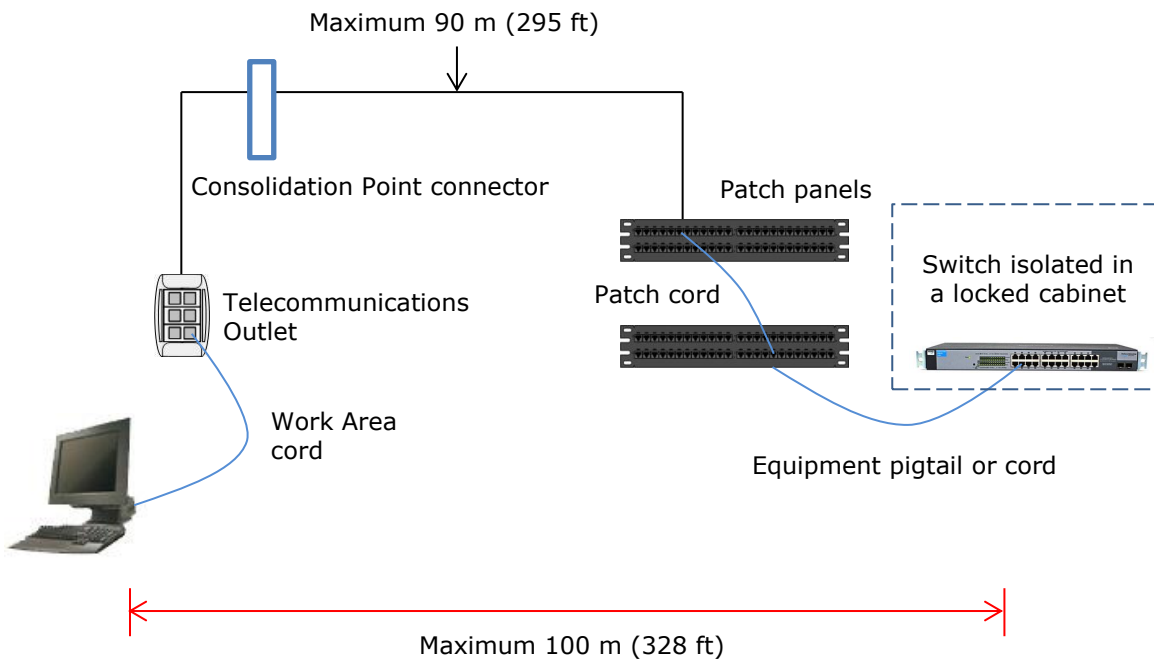 Maximum 90 m (295 ft)
Consolidation Point connector
Patch panels
Switch isolated in
a locked cabinet
Telecommunications
Outlet
Patch cord
Work Area
cord
Equipment pigtail or cord
Maximum 100 m (328 ft)